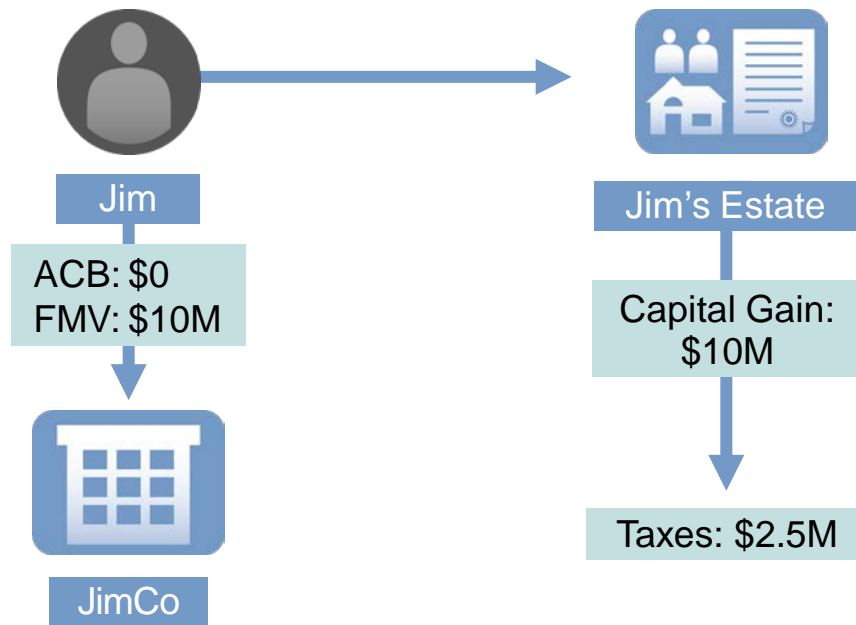 Jim
Jim’s Estate
ACB: $0
FMV: $10M
Capital Gain:
$10M
Taxes: $2.5M
JimCo